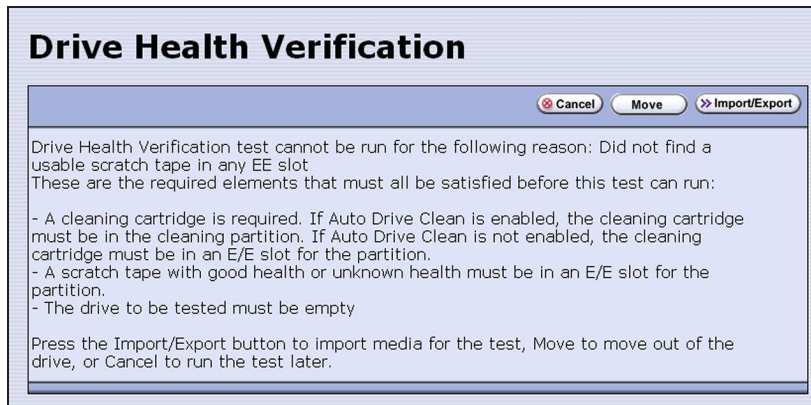 Drive Health Verification
Cancel Move Import/Export
Drive Health Verification test cannot be run for the following reason: Did not find a
usable scratch tape in any EE slot
These are the required elements that must all be satisfied before this test can run:
- A cleaning cartridge is required. If Auto Drive Clean is enabled, the cleaning cartridge
must be in the cleaning partition. If Auto Drive Clean is not enabled, the cleaning
cartridge must be in an E/E slot for the partition.
- A scratch tape with good health or unknown health must be in an E/E slot for the
partition.
- The drive to be tested must be empty
Press the Import/Export button to import media for the test, Move to move out of the
drive, or Cancel to run the test later.